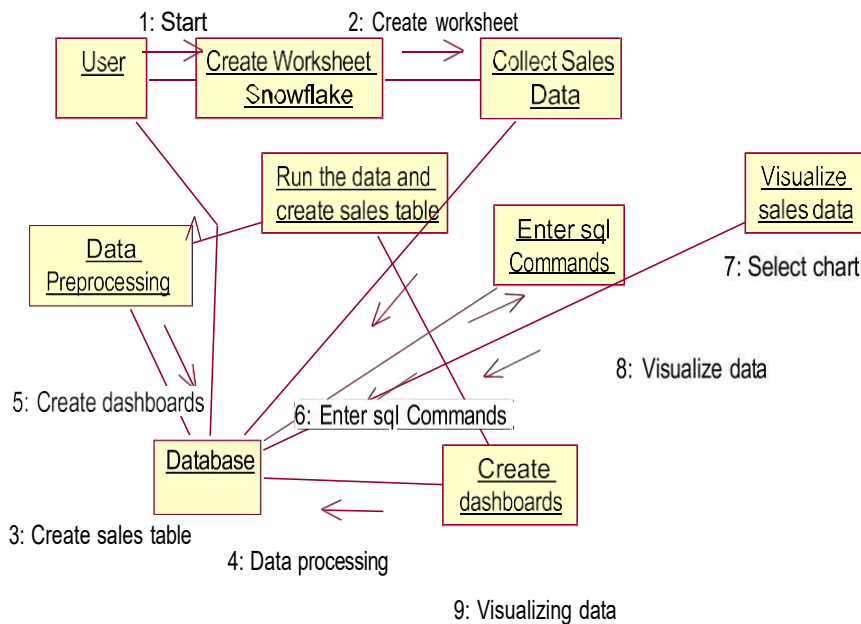 1: Start
2: Create worksheet
User
Create Worksheet
Snowflake
Collect Sales
Data
Run the data and
create sales table
Visualize
sales data
Enter sql
Commands
Data
Preprocessing
7: Select chart
8: Visualize data
5: Create dashboards
6: Enter sql Commands
Database
Create
dashboards
3: Create sales table
4: Data processing
9: Visualizing data